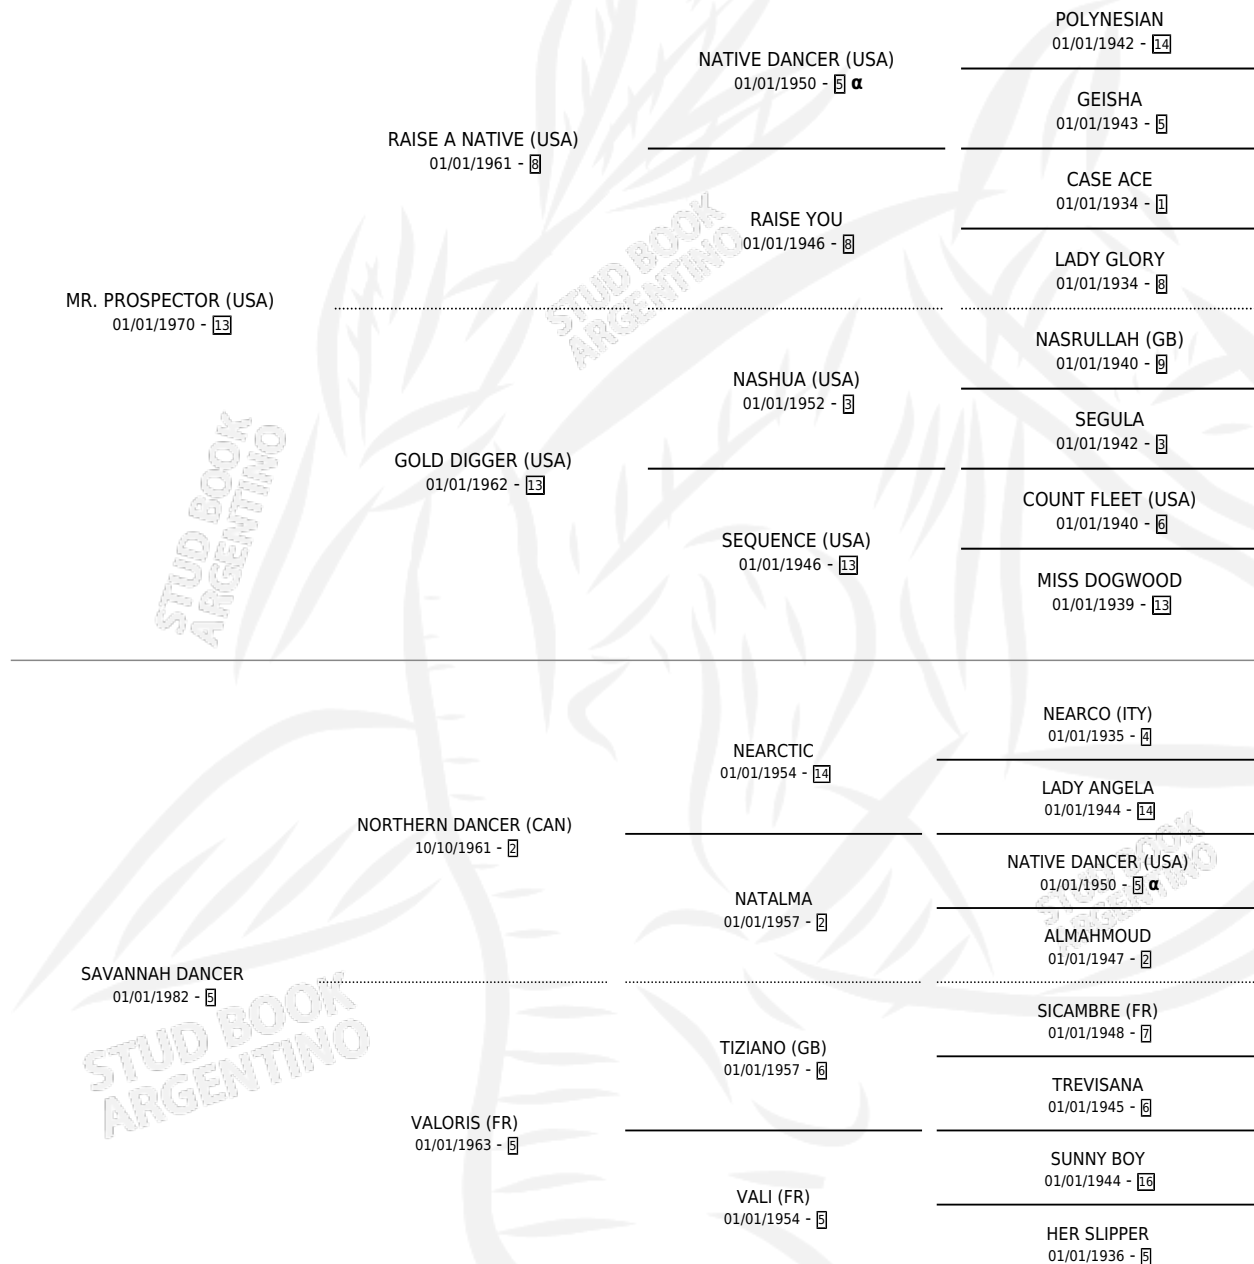 POLYNESIAN
01/01/1942 - 14
NATIVE DANCER (USA)
01/01/1950 - 5 α
GEISHA
01/01/1943 - 5
RAISE A NATIVE (USA)
01/01/1961 - 8
CASE ACE
01/01/1934 - 1
RAISE YOU
01/01/1946 - 8
LADY GLORY
01/01/1934 - 8
STUD BOOK
ARGENTINO
MR. PROSPECTOR (USA)
01/01/1970 - 13
NASRULLAH (GB)
01/01/1940 - 9
NASHUA (USA)
01/01/1952 - 3
SEGULA
01/01/1942 - 3
GOLD DIGGER (USA)
01/01/1962 - 13
COUNT FLEET (USA)
01/01/1940 - 6
SEQUENCE (USA)
01/01/1946 - 13
MISS DOGWOOD
01/01/1939 - 13
STUD BOOK
ARGENTINO
NEARCO (ITY)
01/01/1935 - 4
NEARCTIC
01/01/1954 - 14
LADY ANGELA
01/01/1944 - 14
NORTHERN DANCER (CAN)
10/10/1961 - 2
NATIVE DANCER (USA)
01/01/1950 - 5 α
NATALMA
01/01/1957 - 2
ALMAHMOUD
01/01/1947 - 2
STUD BOOK
ARGENTINO
SAVANNAH DANCER
01/01/1982 - 5
SICAMBRE (FR)
01/01/1948 - 7
TIZIANO (GB)
01/01/1957 - 6
TREVISANA
01/01/1945 - 6
VALORIS (FR)
01/01/1963 - 5
SUNNY BOY
01/01/1944 - 16
VALI (FR)
01/01/1954 - 5
HER SLIPPER
01/01/1936 - 5
STUD BOOK
ARGENTINO